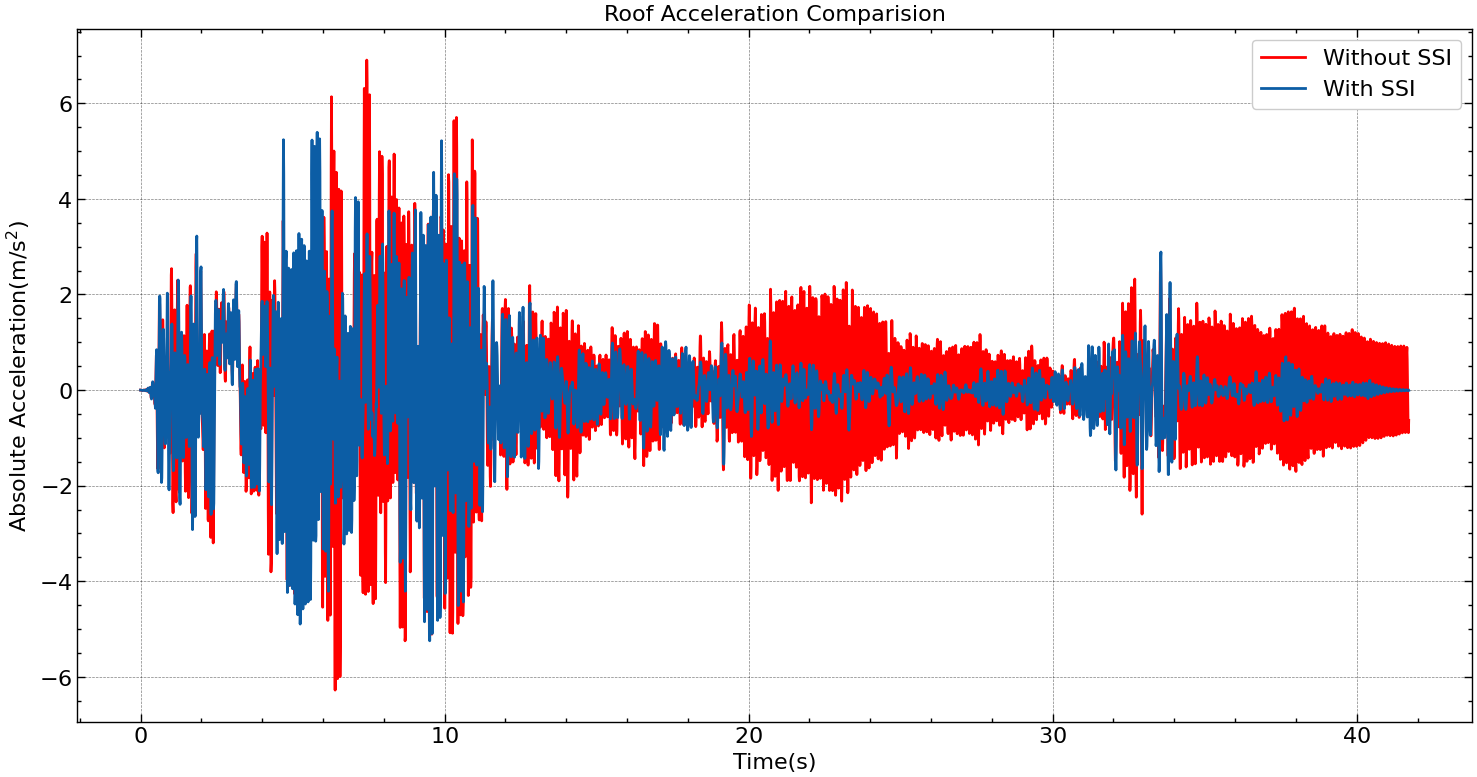 Roof Acceleration Comparision
Without SSI
With SSI
Absolute Acceleration(m/s²)
6
4
2
0
−2
−4
−6
0 10 20 30 40
Time(s)